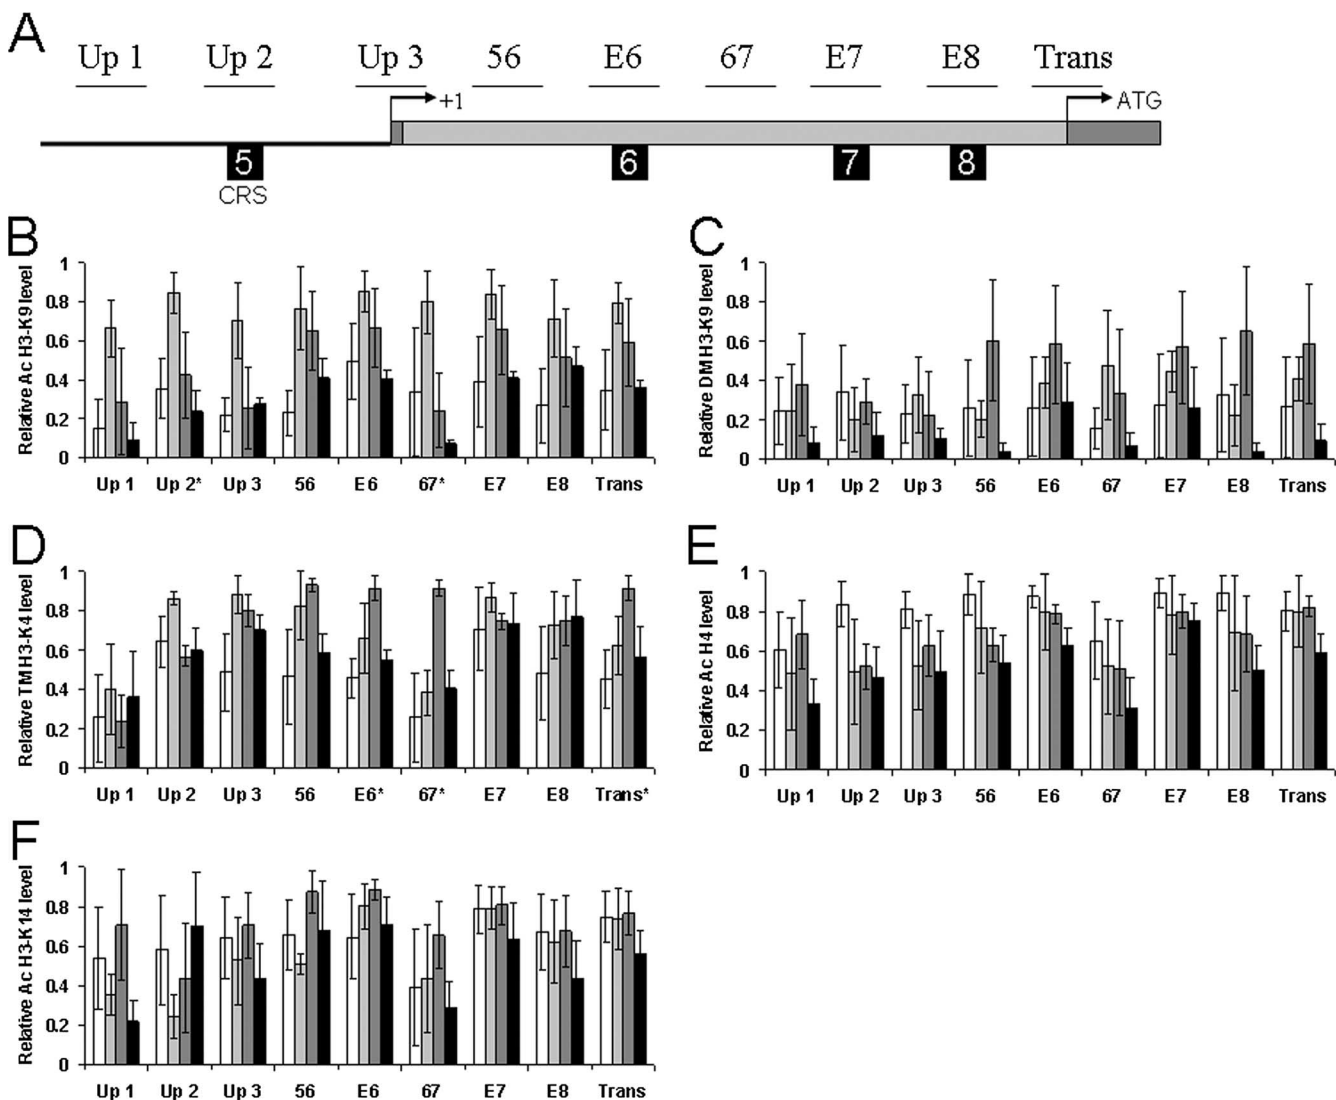 A
Up 1 Up 2 Up 3 56 E6 67 E7 E8 Trans
+1 ATG
5 6 7 8
CRS
B
Relative Ac H3-K9 level
1
0.8
0.6
0.4
0.2
0
Up 1 Up 2* Up 3 56 E6 67* E7 E8 Trans
C
Relative DM H3-K9 level
1
0.8
0.6
0.4
0.2
0
Up 1 Up 2 Up 3 56 E6 67 E7 E8 Trans
D
Relative TM H3-K4 level
1
0.8
0.6
0.4
0.2
0
Up 1 Up 2 Up 3 56 E6* 67* E7 E8 Trans*
E
Relative Ac H4 level
1
0.8
0.6
0.4
0.2
0
Up 1 Up 2 Up 3 56 E6 67 E7 E8 Trans
F
Relative Ac H3-K14 level
1
0.8
0.6
0.4
0.2
0
Up 1 Up 2 Up 3 56 E6 67 E7 E8 Trans